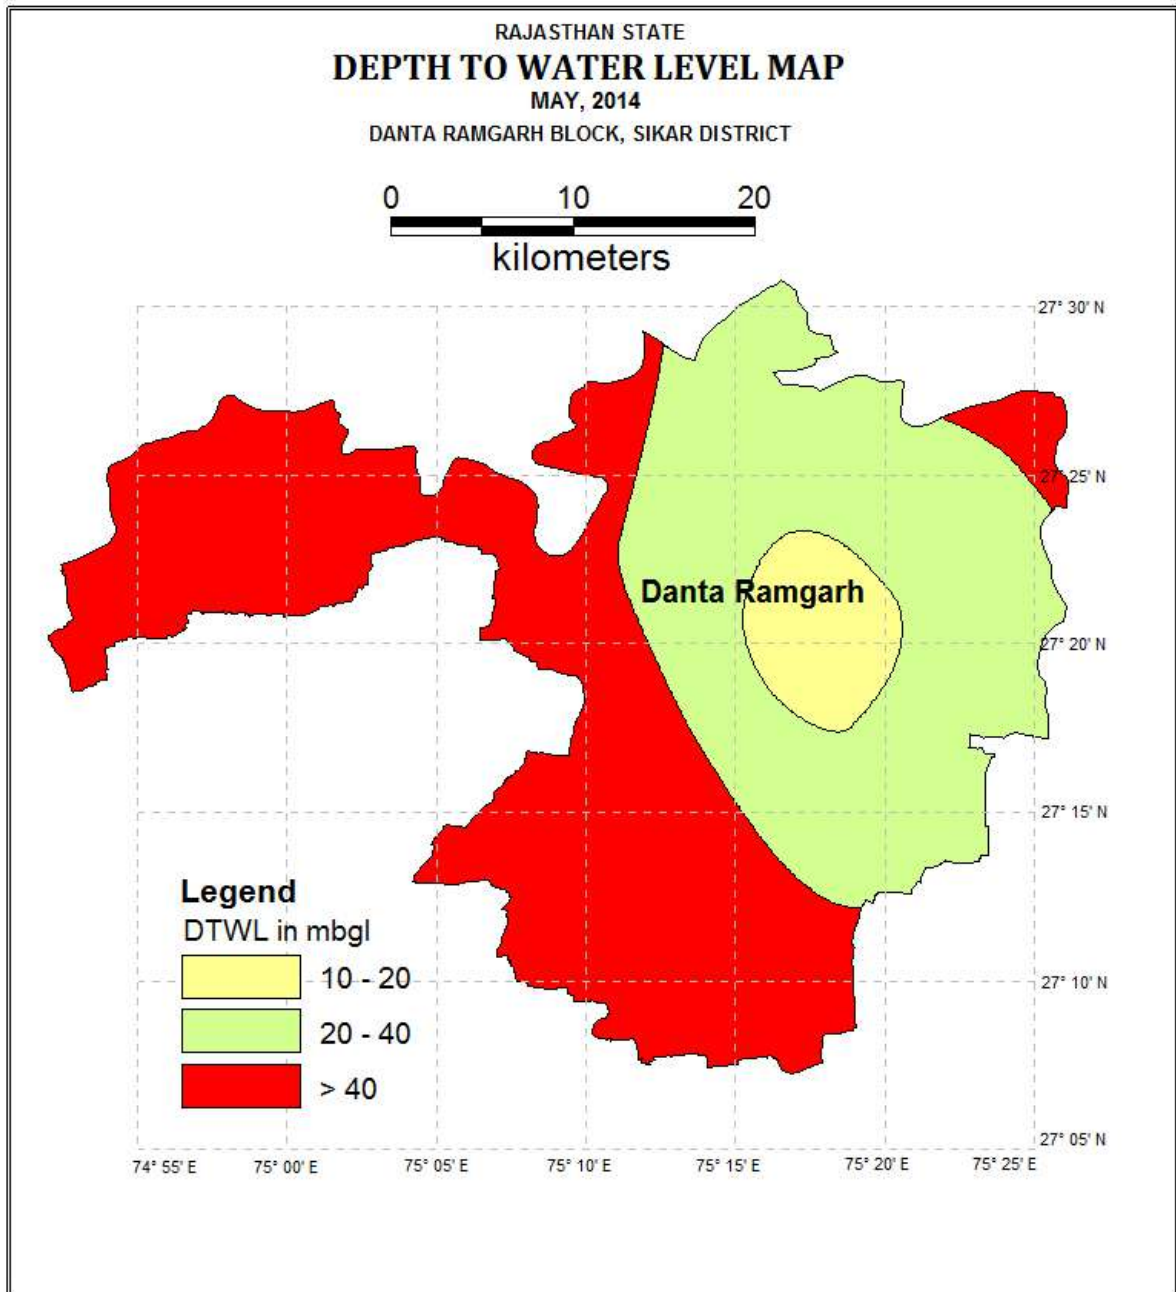 RAJASTHAN STATE
DEPTH TO WATER LEVEL MAP
MAY, 2014
DANTA RAMGARH BLOCK, SIKAR DISTRICT
0 10 20
kilometers
27° 30' N
27° 25' N
Danta Ramgarh
27° 20' N
27° 15' N
Legend
DTWL in mbgl
10 - 20
27° 10' N
20 - 40
> 40
27° 05' N
74° 55' E 75° 00' E 75° 05' E 75° 10' E 75° 15' E 75° 20' E 75° 25' E